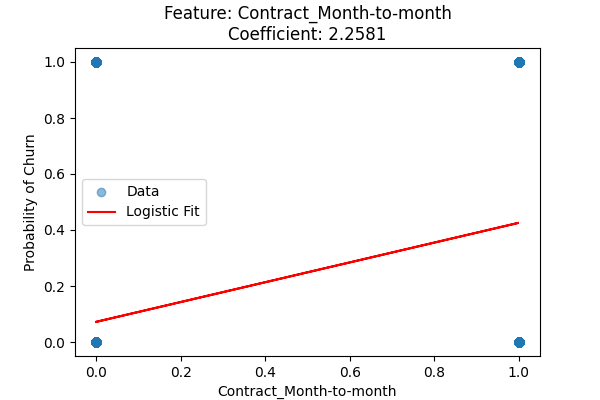 Feature: Contract_Month-to-month
Coefficient: 2.2581
1.0
0.8
0.6
0.4
0.2
0.0
Probability of Churn
Data
Logistic Fit
0.0 0.2 0.4 0.6 0.8 1.0
Contract_Month-to-month